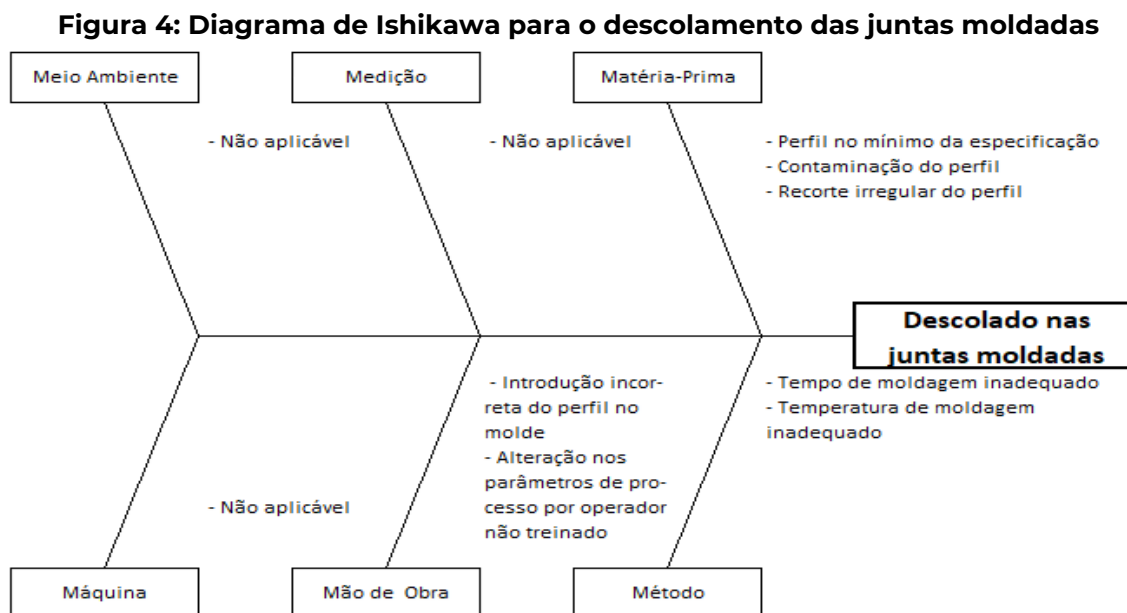 Figura 4: Diagrama de Ishikawa para o descolamento das juntas moldadas
Meio Ambiente
Medição
Matéria-Prima
- Não aplicável
- Não aplicável
- Perfil no mínimo da especificação
- Contaminação do perfil
- Recorte irregular do perfil
Descolado nas
juntas moldadas
- Não aplicável
- Introdução incor-
reta do perfil no
molde
- Alteração nos
parâmetros de pro-
cesso por operador
não treinado
- Tempo de moldagem inadequado
- Temperatura de moldagem
inadequado
Máquina
Mão de Obra
Método